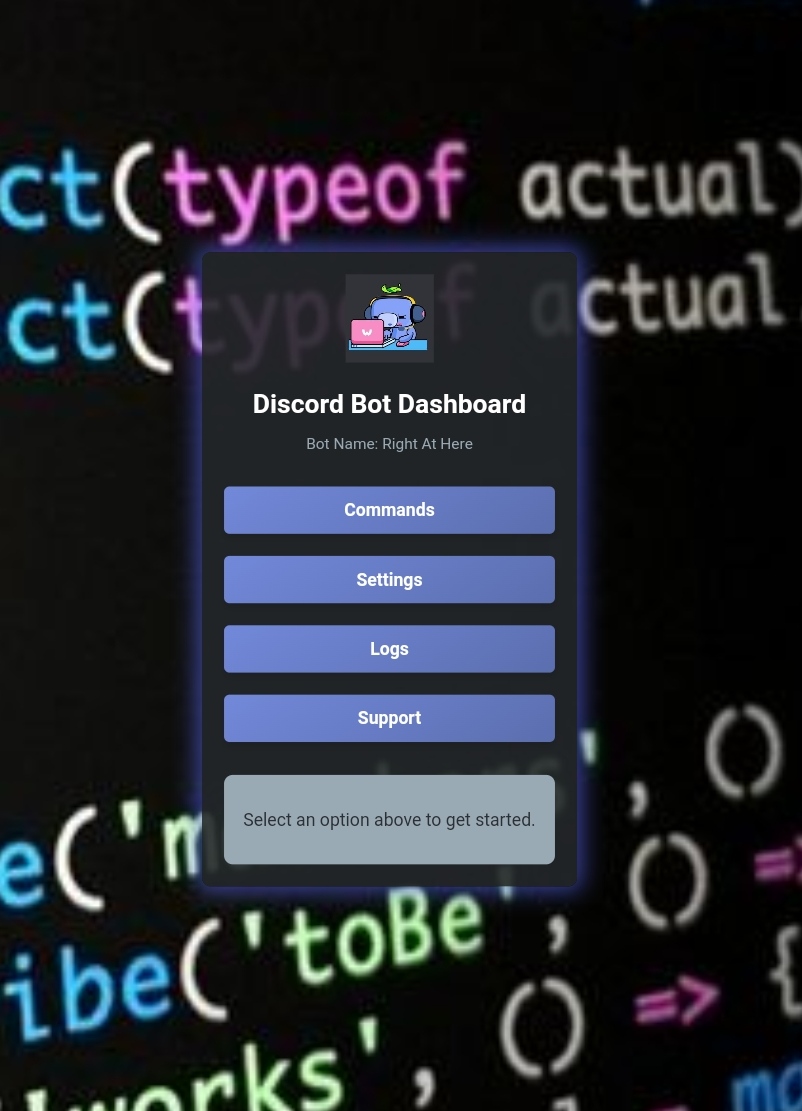 ct(typeof actual)
ct(typeof actual
Discord Bot Dashboard
Bot Name: Right At Here
Commands
Settings
Logs
Support
Select an option above to get started.
', ()
e('m
=>
ibe('toBe', ()
=> {
works', ()